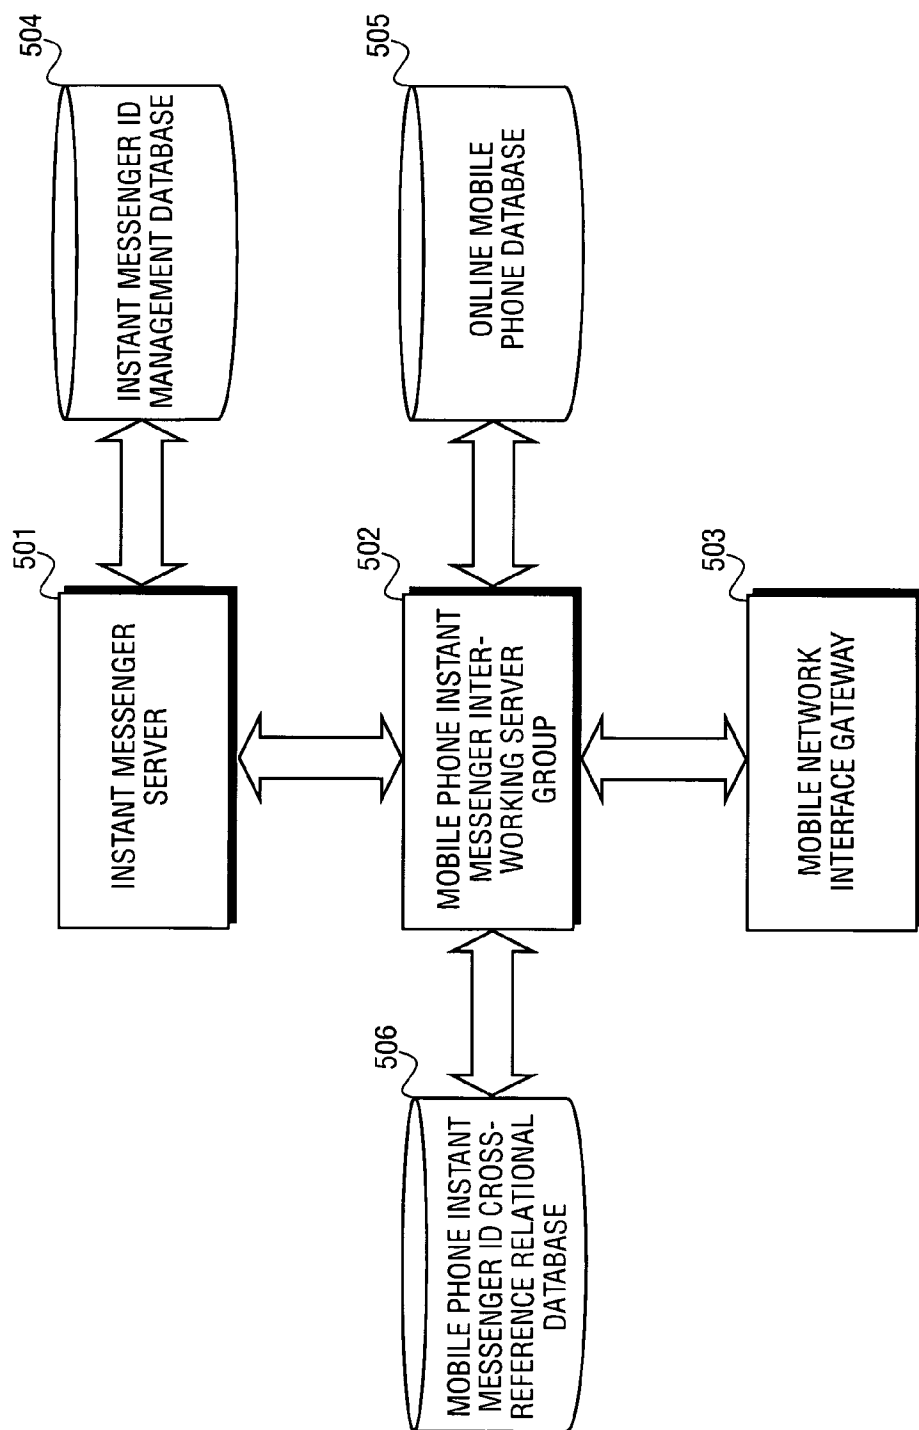 504
INSTANT MESSENGER ID
MANAGEMENT DATABASE
505
ONLINE MOBILE
PHONE DATABASE
501
INSTANT MESSENGER
SERVER
502
MOBILE PHONE INSTANT
MESSENGER INTER-
WORKING SERVER
GROUP
503
MOBILE NETWORK
INTERFACE GATEWAY
506
MOBILE PHONE INSTANT
MESSENGER ID CROSS-
REFERENCE RELATIONAL
DATABASE